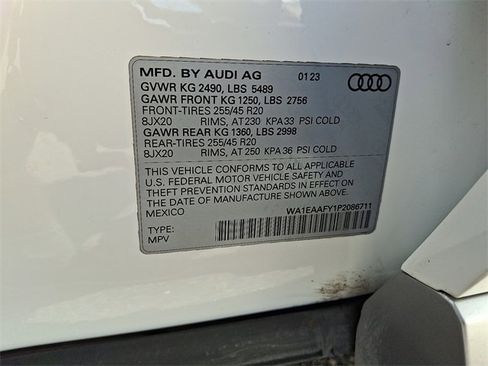 MFD. BY AUDI AG 01 23
GVWR KG 2490, LBS 5489
GAWR FRONT KG 1250, LBS 2756
FRONT-TIRES 255/45 R20
8JX20 RIMS, AT 230 KPA 33 PSI COLD
GAWR REAR KG 1360, LBS 2998
REAR-TIRES 255/45 R20
8JX20 RIMS, AT 250 KPA 36 PSI COLD
THIS VEHICLE CONFORMS TO ALL APPLICABLE
U.S. FEDERAL MOTOR VEHICLE SAFETY AND
THEFT PREVENTION STANDARDS IN EFFECT ON
THE DATE OF MANUFACTURE SHOWN ABOVE.
MEXICO
WA1EAAFY1P2086711
TYPE:
MPV